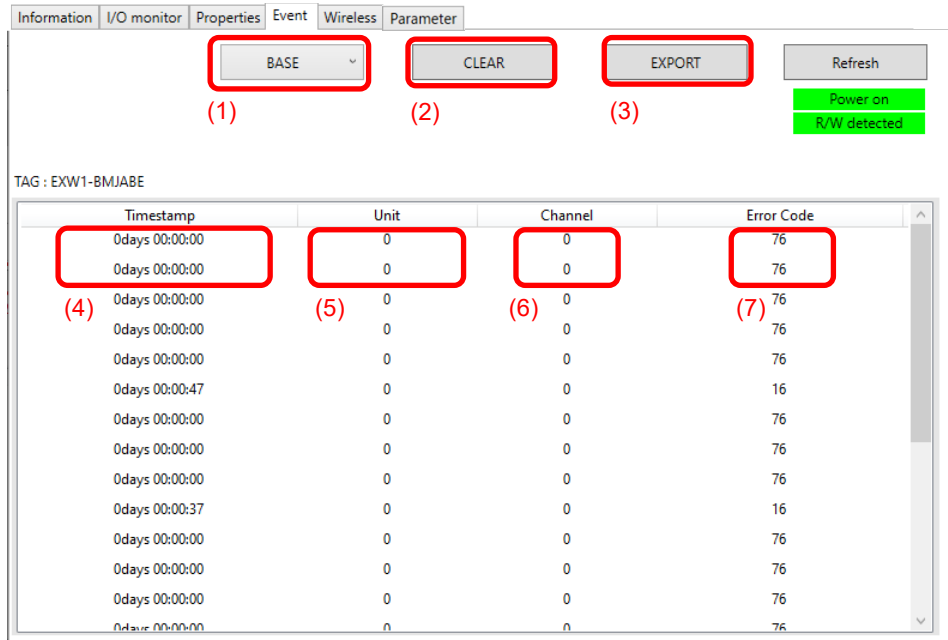 Information I/O monitor Properties Event Wireless Parameter
BASE CLEAR EXPORT Refresh
(1) (2) (3) Power on
R/W detected
TAG : EXW1-BMJABE
Timestamp Unit Channel Error Code
0days 00:00:00 0 0 76
0days 00:00:00 0 0 76
(4) (5) (6) (7)
0days 00:00:00 0 0 76
0days 00:00:00 0 0 76
0days 00:00:00 0 0 76
0days 00:00:47 0 0 16
0days 00:00:00 0 0 76
0days 00:00:00 0 0 76
0days 00:00:37 0 0 16
0days 00:00:00 0 0 76
0days 00:00:00 0 0 76
0days 00:00:00 0 0 76
0days 00:00:00 0 0 76